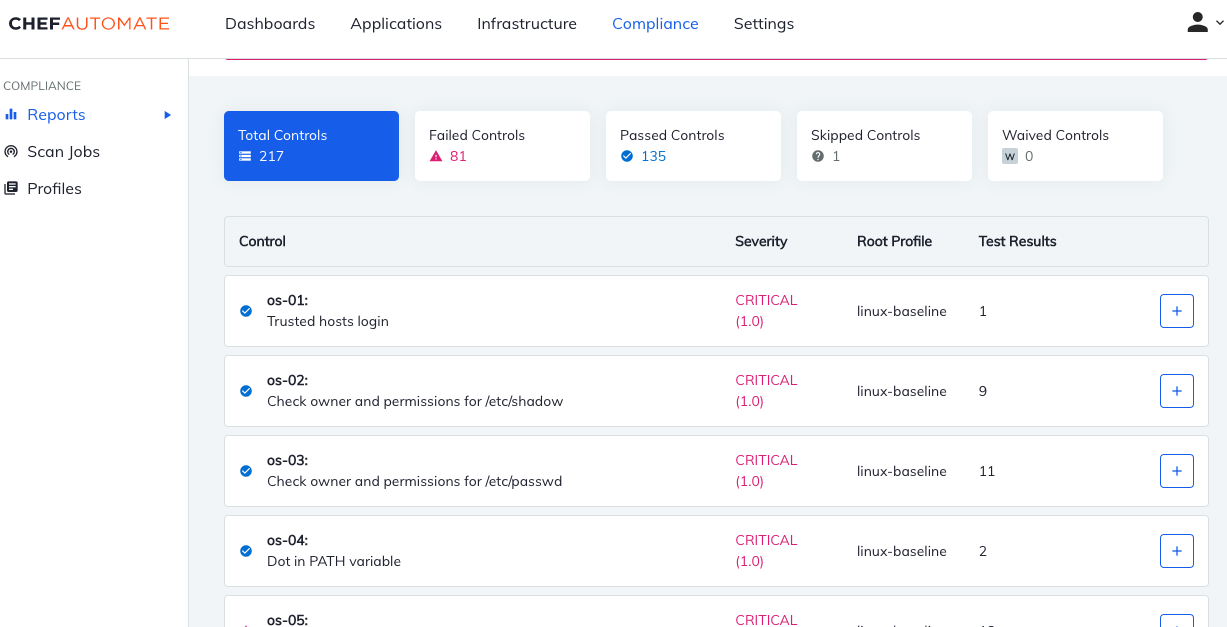 CHEFAUTOMATE
Dashboards Applications Infrastructure Compliance Settings
COMPLIANCE
Reports
Scan Jobs
Profiles
Total Controls Failed Controls Passed Controls Skipped Controls Waived Controls
217 81 135 ? 1 W 0
Control Severity Root Profile Test Results
os-01: CRITICAL
Trusted hosts login (1.0) linux-baseline 1 +
os-02: CRITICAL
Check owner and permissions for /etc/shadow (1.0) linux-baseline 9 +
os-03: CRITICAL
Check owner and permissions for /etc/passwd (1.0) linux-baseline 11 +
os-04: CRITICAL
Dot in PATH variable (1.0) linux-baseline 2 +
os-05: CRITICAL